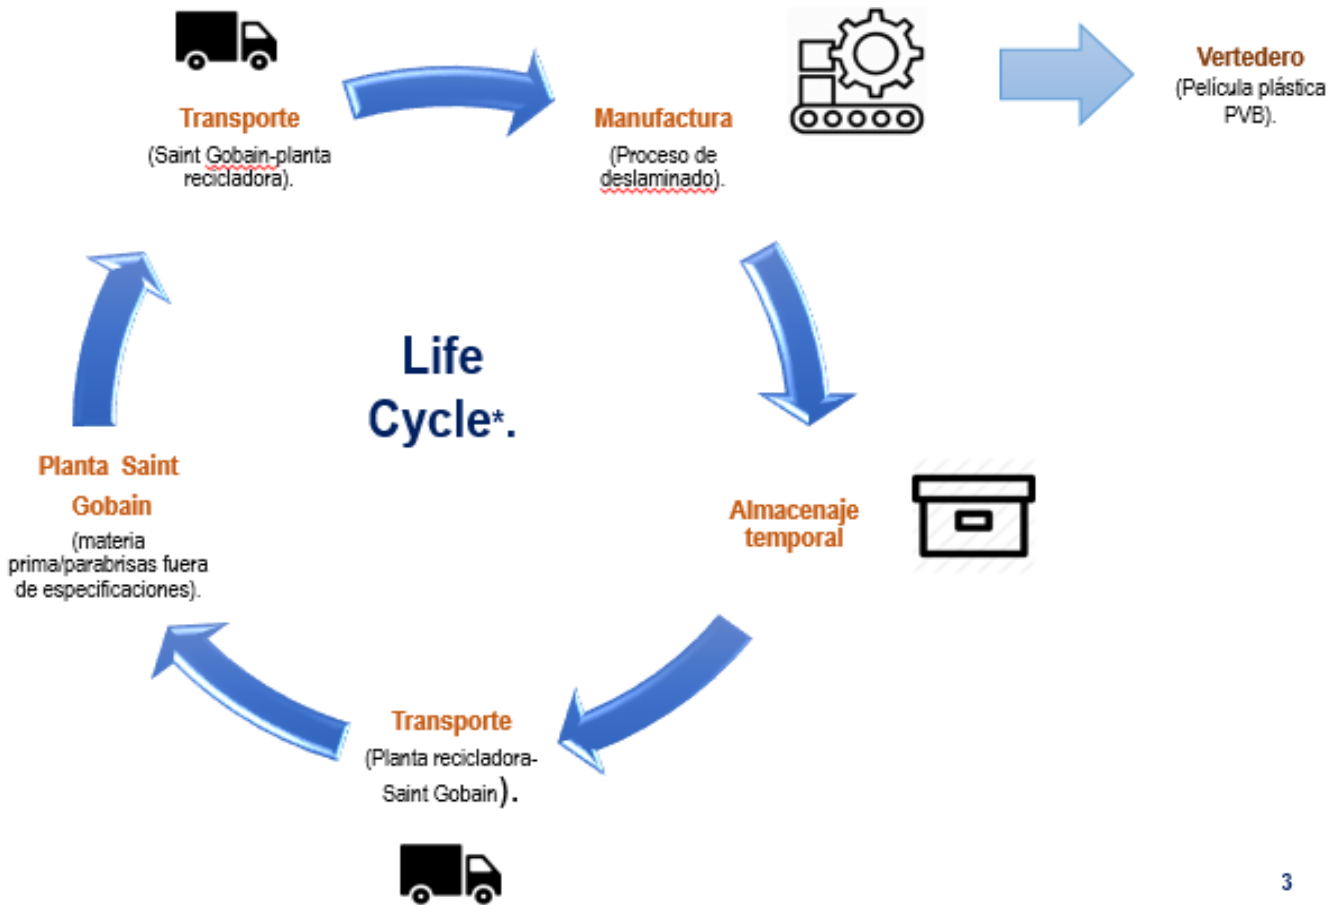 Transporte
(Saint Gobain-planta
recicladora).
Manufactura
(Proceso de
deslaminado).
Vertedero
(Película plástica
PVB).
Life
Cycle*.
Planta Saint
Gobain
(materia
prima/parabrisas fuera
de especificaciones).
Almacenaje
temporal
Transporte
(Planta recicladora-
Saint Gobain).
3